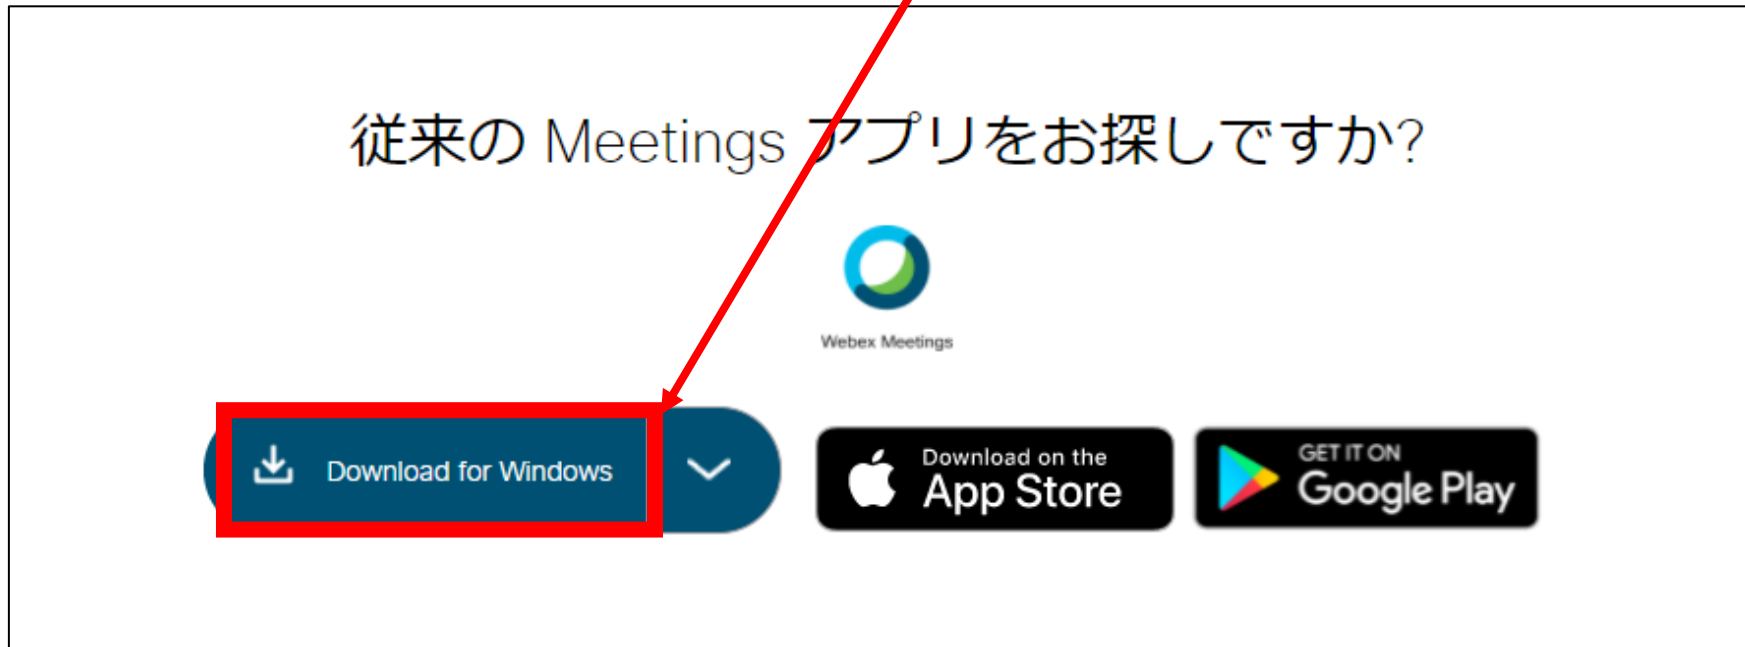 従来の Meetings アプリをお探しですか?
Webex Meetings
Download for Windows
Download on the
App Store
GET IT ON
Google Play